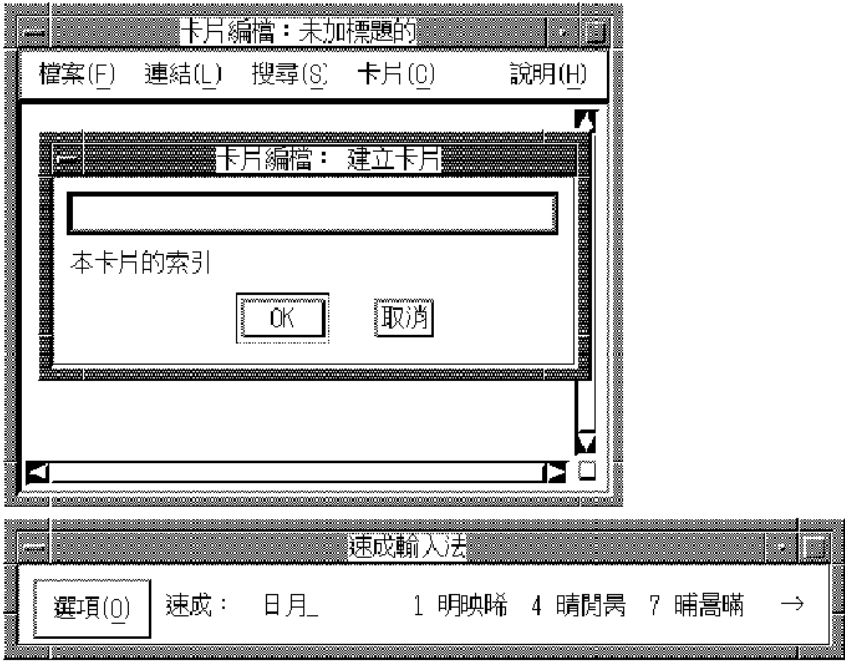 卡片編檔：未加標題的
檔案(F) 連結(L) 搜尋(S) 卡片(C) 說明(H)
卡片編檔： 建立卡片
本卡片的索引
OK 取消
速成輸入法
選項(O) 速成： 日月_ 1 明映晞 4 晴閒昺 7 晡暠暪 →